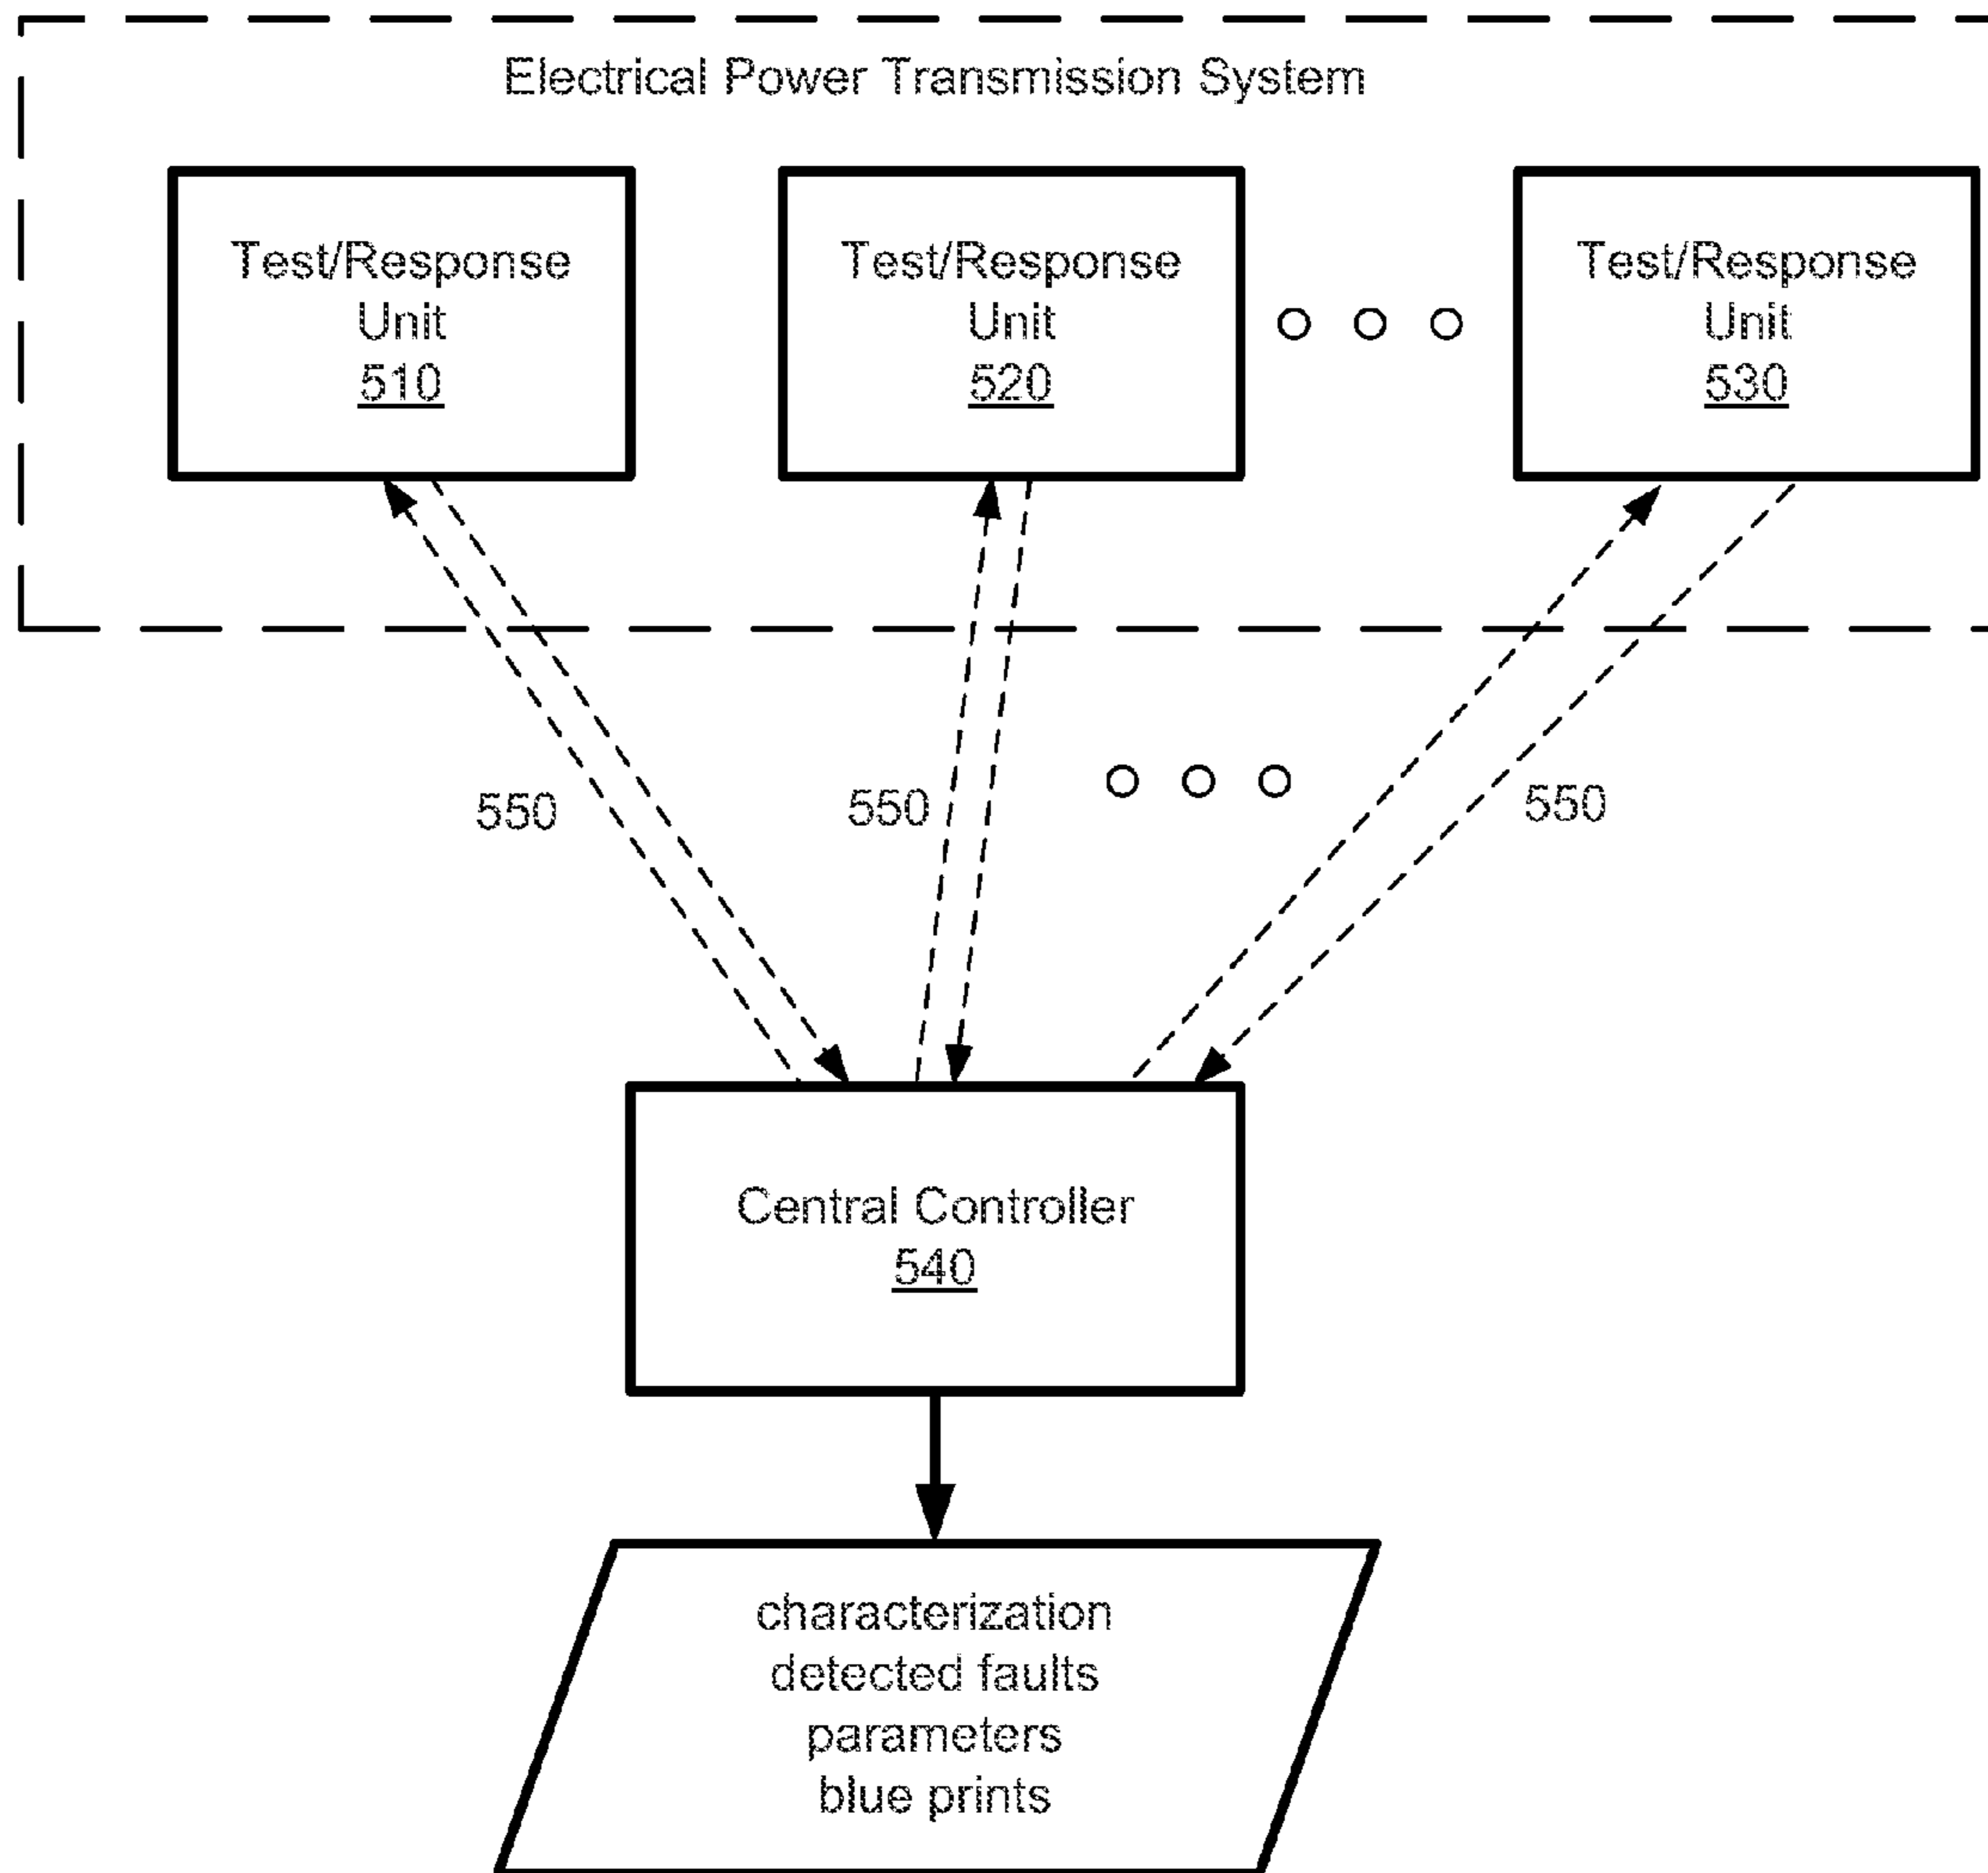 Electrical Power Transmission System
Test/Response
Unit
510
Test/Response
Unit
520
Test/Response
Unit
530
550
550
550
Central Controller
540
characterization
detected faults
parameters
blue prints